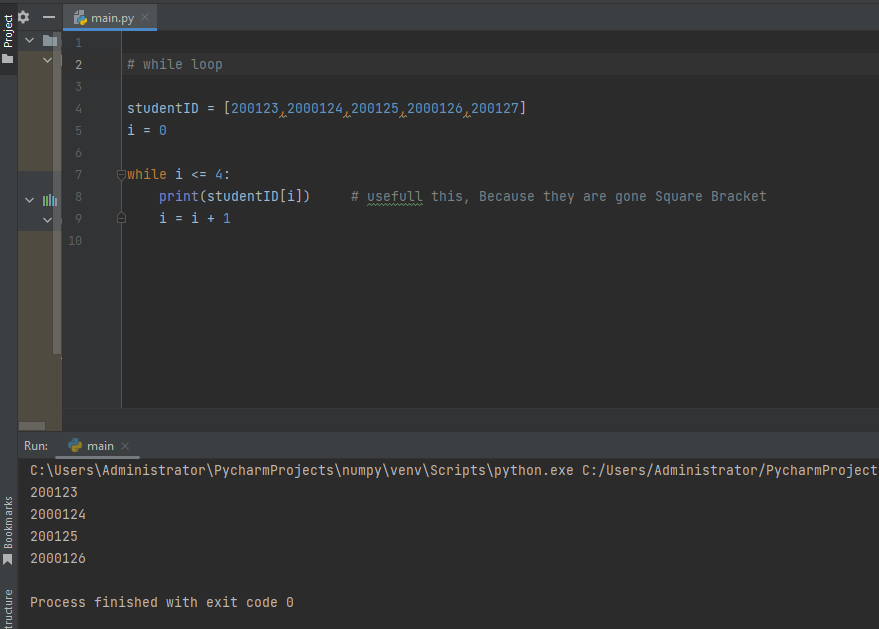 Project
main.py
1
2 # while loop
3
4 studentID = [200123,2000124,200125,2000126,200127]
5 i = 0
6
7 while i <= 4:
8 print(studentID[i]) # usefull this, Because they are gone Square Bracket
9 i = i + 1
10
Run: main
C:\Users\Administrator\PycharmProjects\numpy\venv\Scripts\python.exe C:/Users/Administrator/PycharmProject
200123
2000124
200125
2000126
Process finished with exit code 0
Bookmarks
tructure